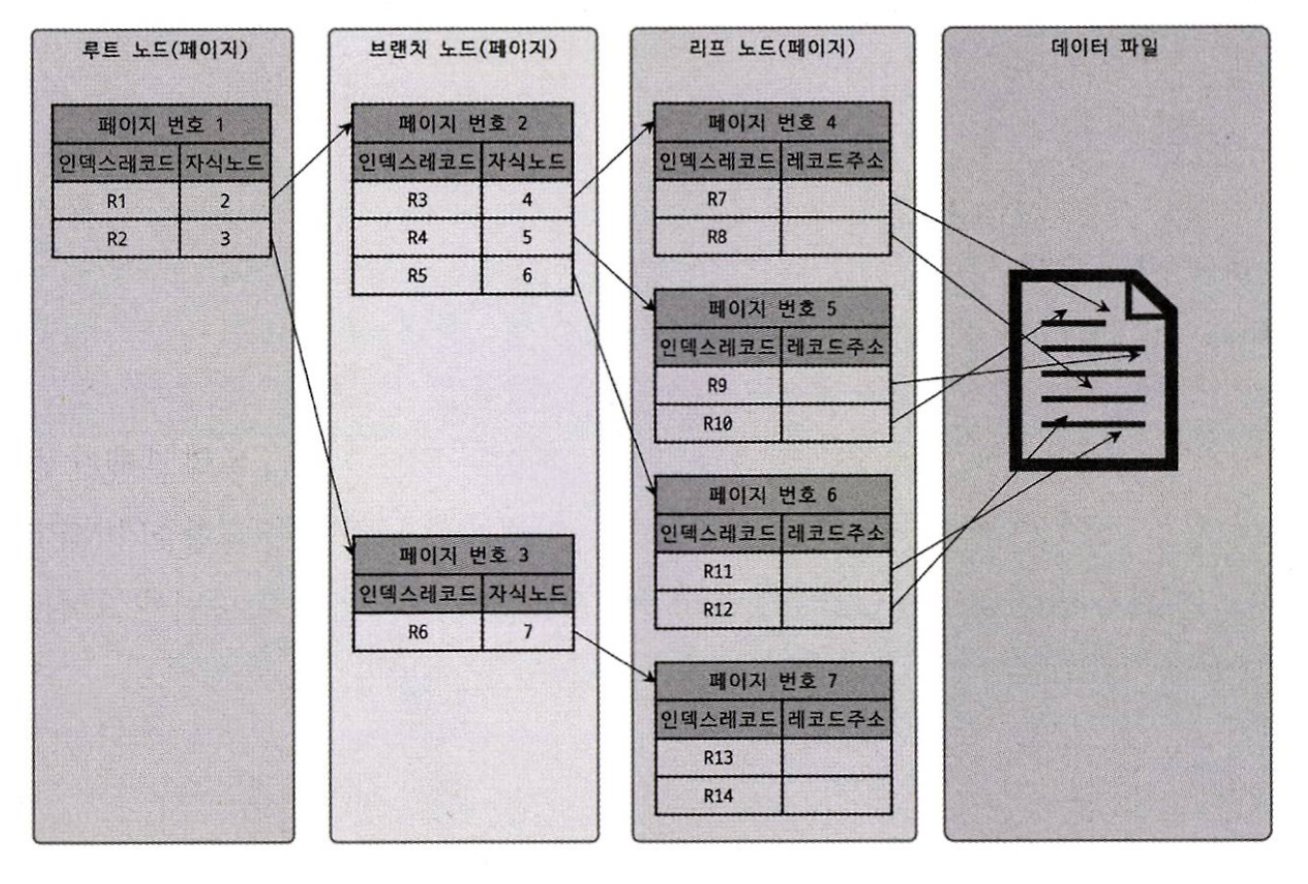 루트 노드(페이지)
페이지 번호 1
인덱스레코드 자식노드
R1 2
R2 3
브랜치 노드(페이지)
페이지 번호 2
인덱스레코드 자식노드
R3 4
R4 5
R5 6
페이지 번호 3
인덱스레코드 자식노드
R6 7
리프 노드(페이지)
페이지 번호 4
인덱스레코드 레코드주소
R7
R8
페이지 번호 5
인덱스레코드 레코드주소
R9
R10
페이지 번호 6
인덱스레코드 레코드주소
R11
R12
페이지 번호 7
인덱스레코드 레코드주소
R13
R14
데이터 파일